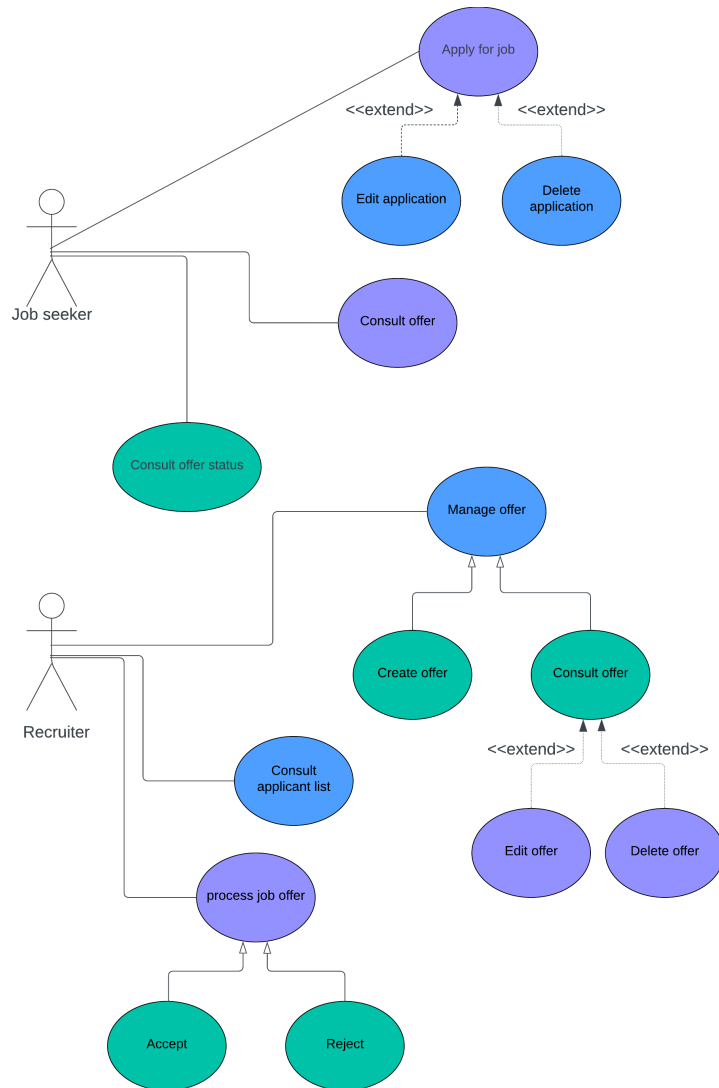 Apply for job
<<extend>>
<<extend>>
Edit application
Delete
application
Job seeker
Consult offer
Consult offer status
Manage offer
Create offer
Consult offer
Recruiter
<<extend>>
<<extend>>
Consult
applicant list
Edit offer
Delete offer
process job offer
Accept
Reject